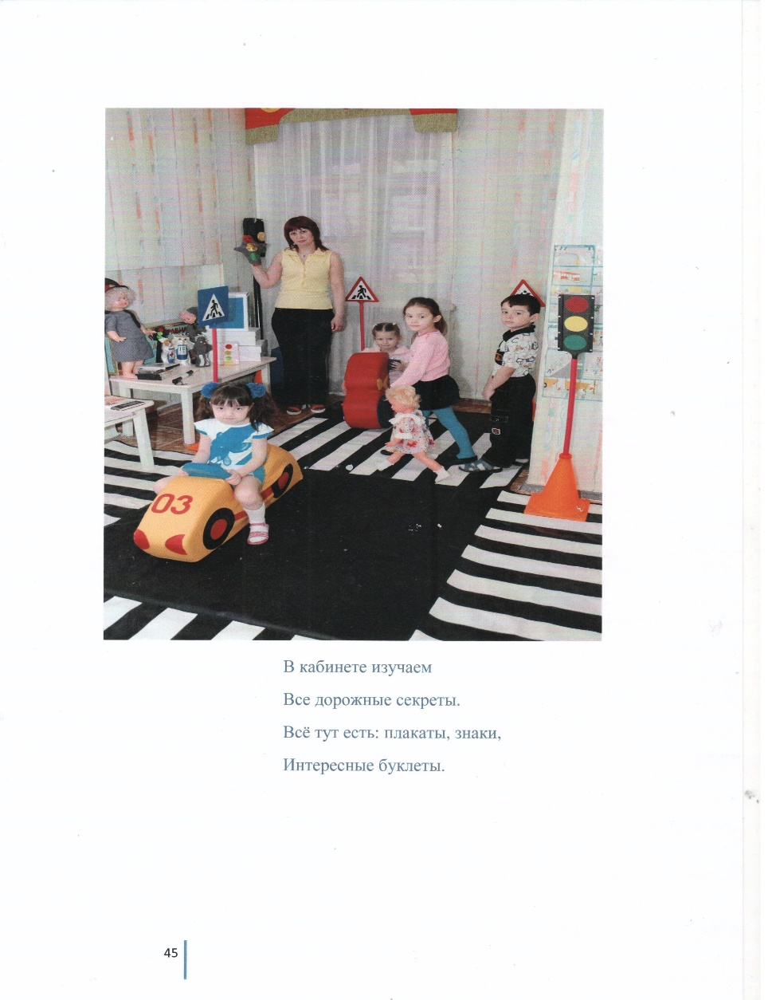 03
В кабинете изучаем
Все дорожные секреты.
Всё тут есть: плакаты, знаки,
Интересные буклеты.
45